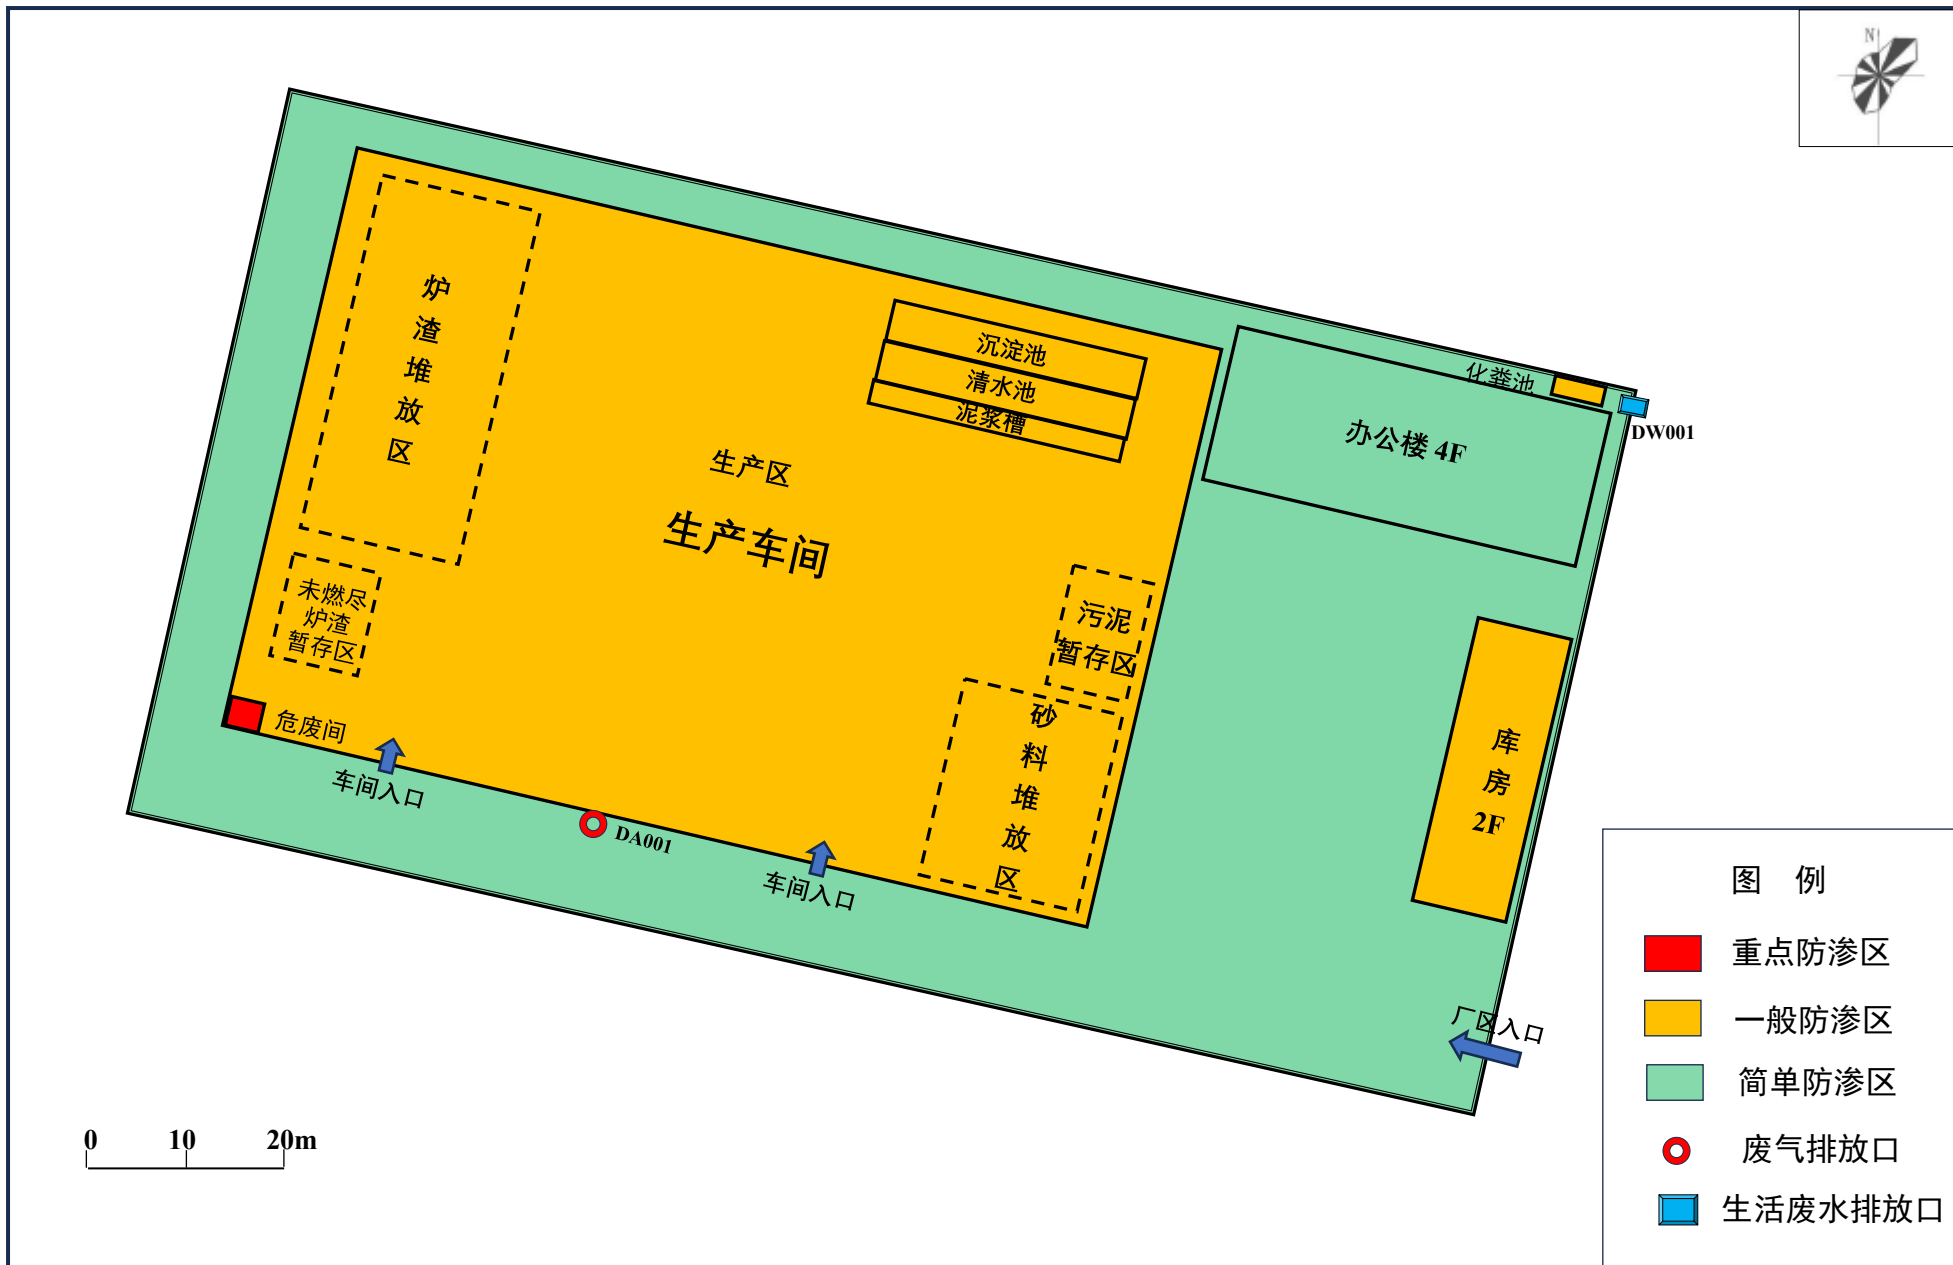 N
炉渣堆放区
沉淀池
清水池
泥浆槽
化粪池
DW001
办公楼 4F
生产区
生产车间
未燃尽
炉渣
暂存区
污泥
暂存区
危废间
砂料堆放区
库房
2F
车间入口
DA001
车间入口
厂区入口
0 10 20m
图 例
重点防渗区
一般防渗区
简单防渗区
废气排放口
生活废水排放口